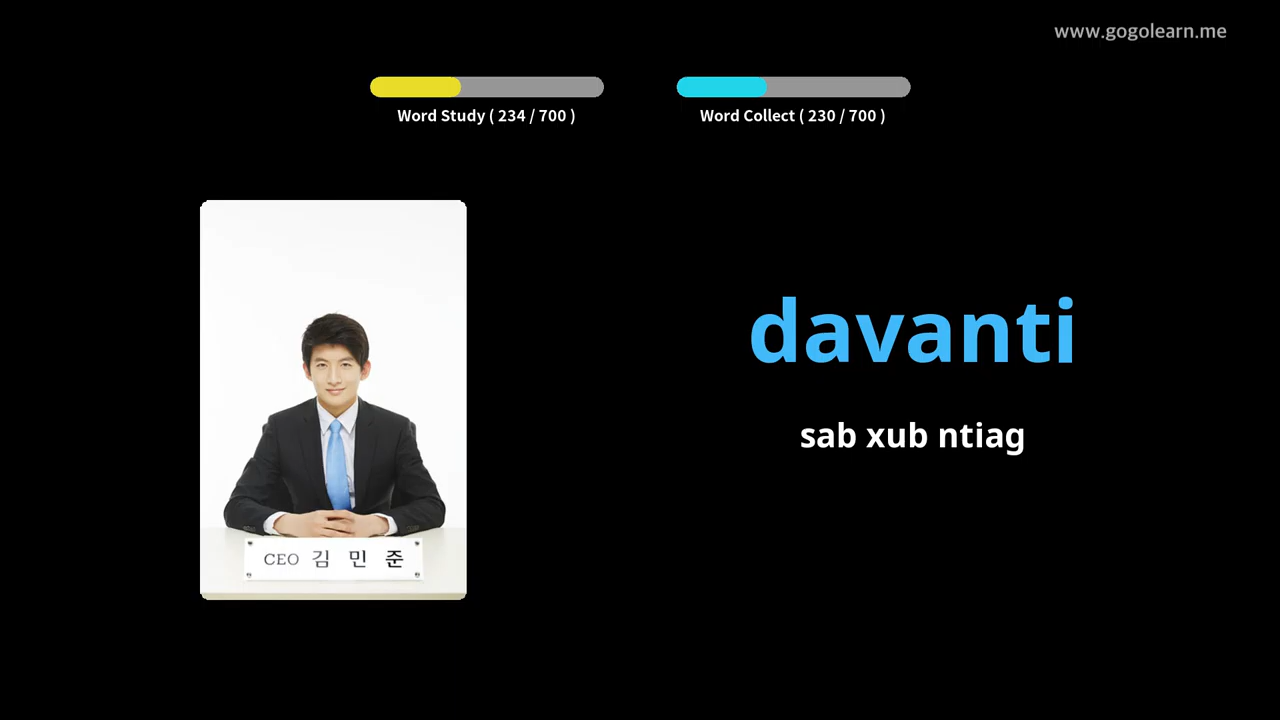 www.gogolearn.me
Word Study ( 234 / 700 )
Word Collect ( 230 / 700 )
davanti
sab xub ntiag
CEO 김 민 준